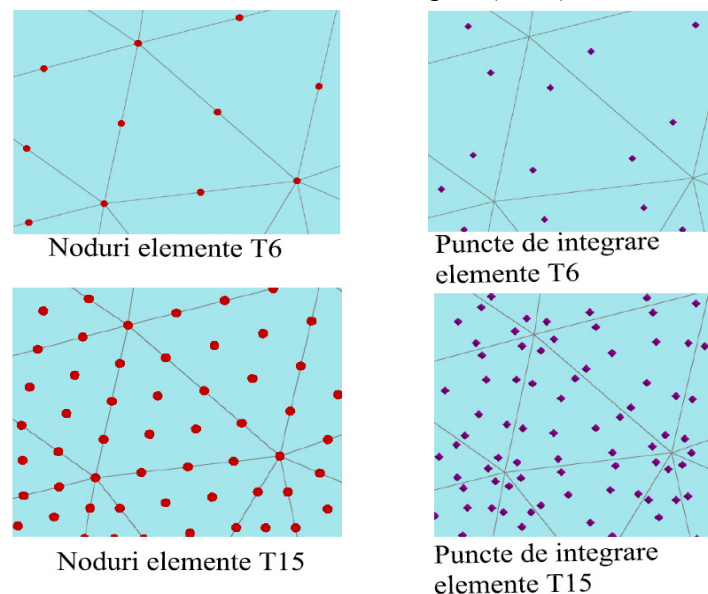 Noduri elemente T6
Puncte de integrare
elemente T6
Noduri elemente T15
Puncte de integrare
elemente T15